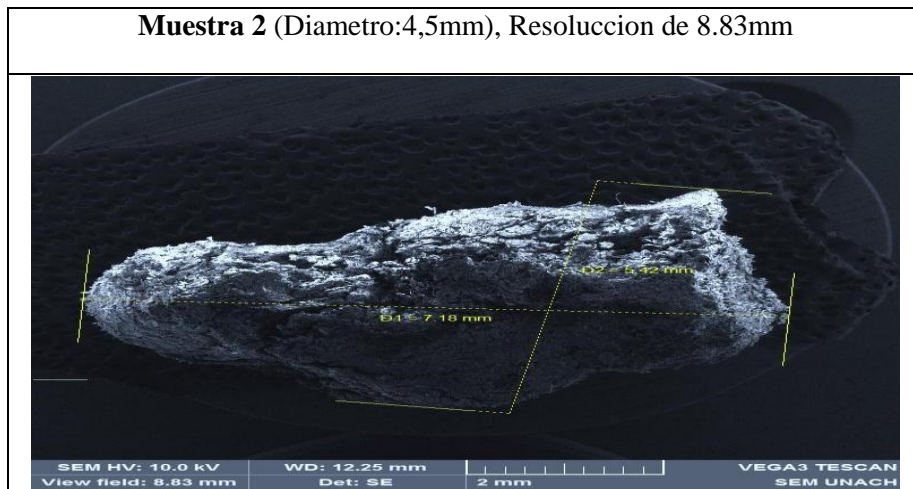 Muestra 2 (Diametro:4,5mm), Resoluccion de 8.83mm
D2 = 5.42 mm
D1 = 7.18 mm
SEM HV: 10.0 kV
WD: 12.25 mm
VEGA3 TESCAN
View field: 8.83 mm
Det: SE
2 mm
SEM UNACH